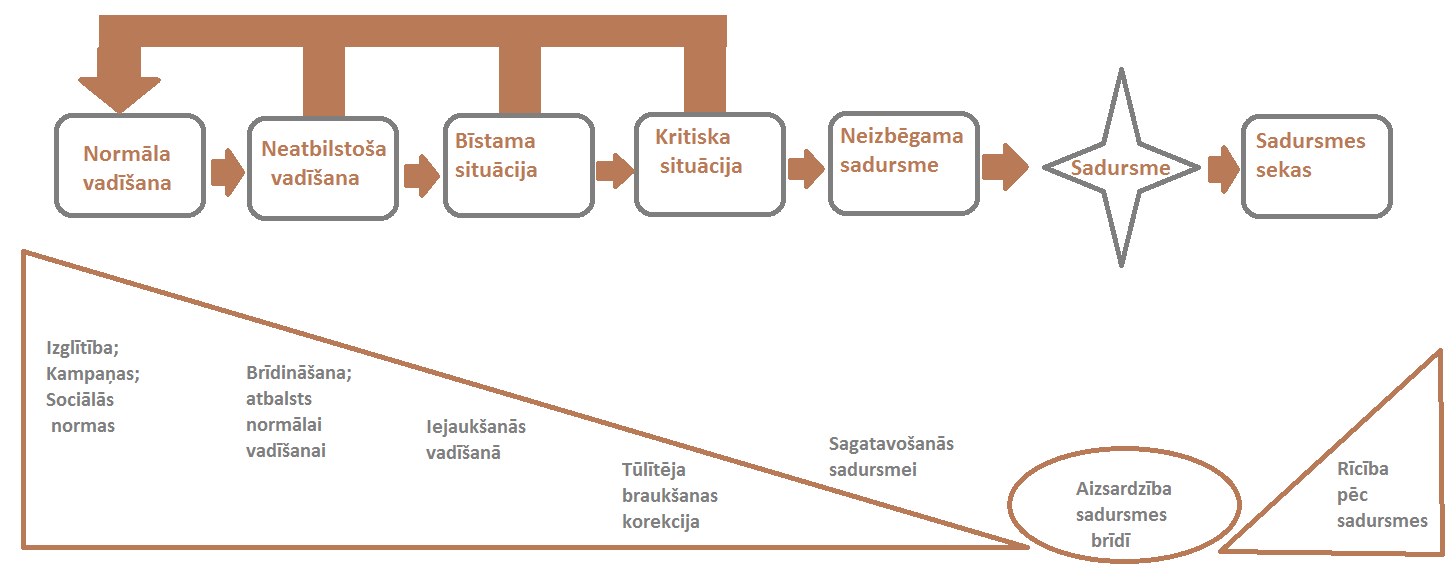 Normāla
vadīšana
Neatbilstoša
vadīšana
Bīstama
situācija
Kritiska
situācija
Neizbēgama
sadursme
Sadursme
Sadursmes
sekas
Izglītība;
Kampaņas;
Sociālās
normas
Brīdināšana;
atbalsts
normālai
vadīšanai
Iejaukšanās
vadīšanā
Tūlītēja
braukšanas
korekcija
Sagatavošanās
sadursmei
Aizsardzība
sadursmes
brīdī
Rīcība
pēc
sadursmes